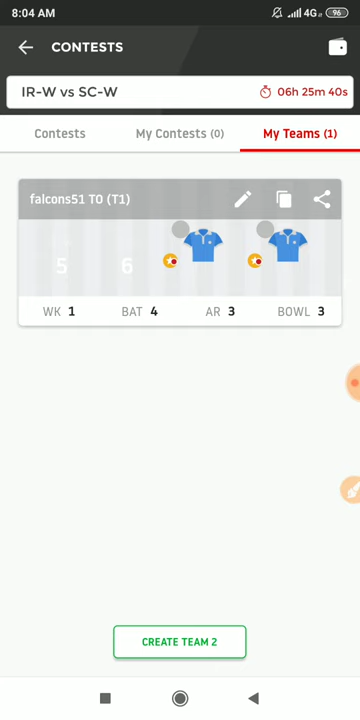 8:04 AM 4G 96
CONTESTS
IR-W vs SC-W 06h 25m 40s
Contests My Contests (0) My Teams (1)
falcons51 TO (T1)
5 6
WK 1 BAT 4 AR 3 BOWL 3
CREATE TEAM 2